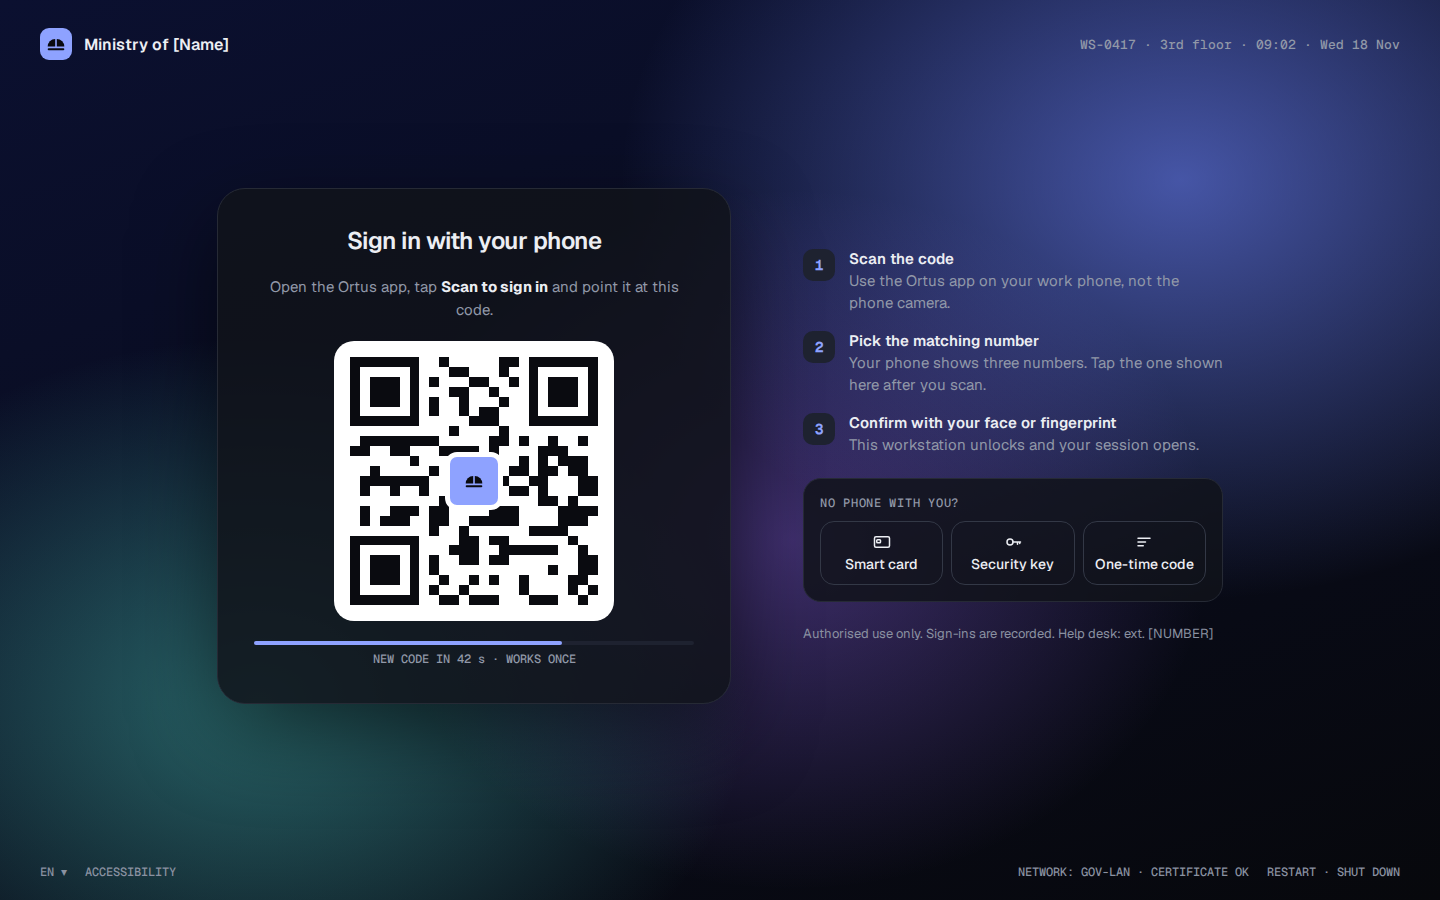 Ministry of [Name]
WS-0417 · 3rd floor · 09:02 · Wed 18 Nov
Sign in with your phone
Open the Ortus app, tap Scan to sign in and point it at this
code.
NEW CODE IN 42 s · WORKS ONCE
1
Scan the code
Use the Ortus app on your work phone, not the
phone camera.
2
Pick the matching number
Your phone shows three numbers. Tap the one shown
here after you scan.
3
Confirm with your face or fingerprint
This workstation unlocks and your session opens.
NO PHONE WITH YOU?
Smart card
Security key
One-time code
Authorised use only. Sign-ins are recorded. Help desk: ext. [NUMBER]
EN ▾ ACCESSIBILITY
NETWORK: GOV-LAN · CERTIFICATE OK RESTART · SHUT DOWN